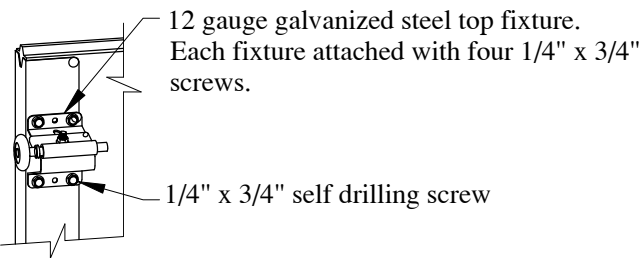 12 gauge galvanized steel top fixture.
Each fixture attached with four 1/4" x 3/4"
screws.
1/4" x 3/4" self drilling screw